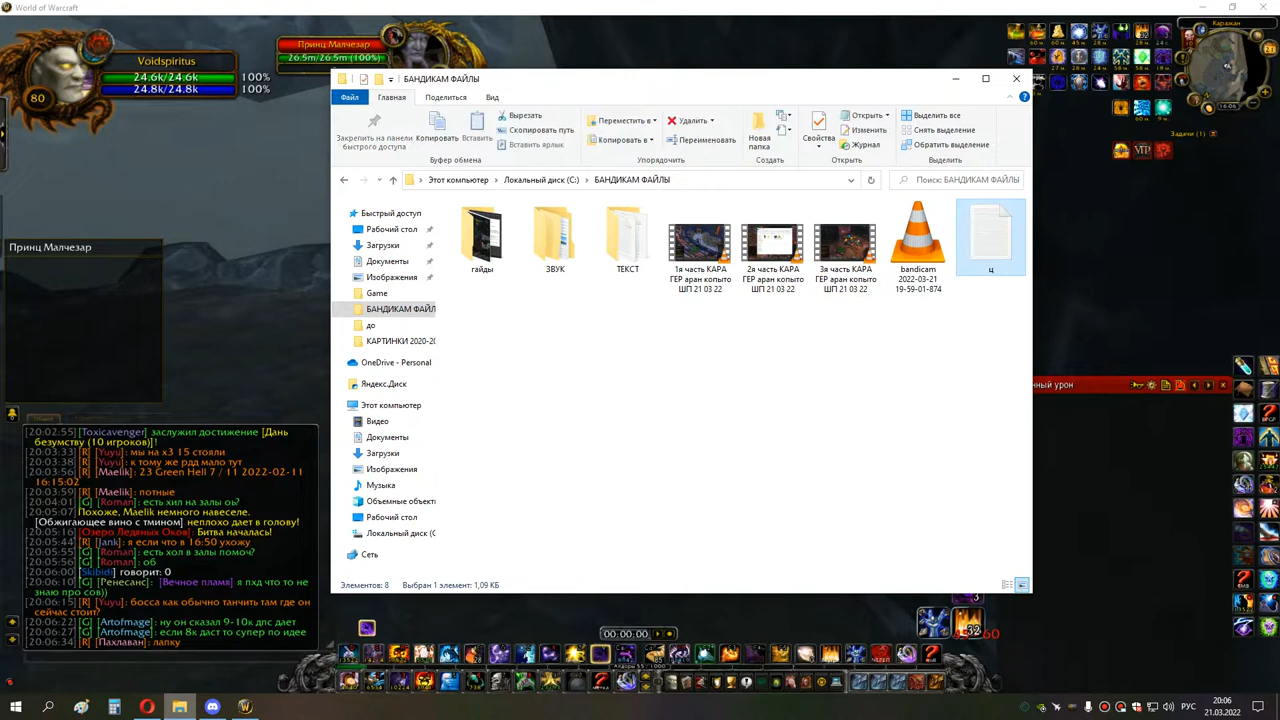 World of Warcraft
Voidspiritus
24.6k/24.6k 100%
24.8k/24.8k 100%
80
Принц Малчезар
26.5m/26.5m (100%)
Каражан
16:06
Задачи (1)
VIP
БАНДИКАМ ФАЙЛЫ
Файл Главная Поделиться Вид
Закрепить на панели быстрого доступа
Копировать
Вставить
Вырезать
Скопировать путь
Вставить ярлык
Буфер обмена
Переместить в
Копировать в
Удалить
Переименовать
Упорядочить
Новая папка
Создать
Свойства
Открыть
Изменить
Журнал
Открыть
Выделить все
Снять выделение
Обратить выделение
Выделить
Этот компьютер Локальный диск (C:) БАНДИКАМ ФАЙЛЫ
Поиск: БАНДИКАМ ФАЙЛЫ
Быстрый доступ
Рабочий стол
Загрузки
Документы
Изображения
Game
БАНДИКАМ ФАЙЛ
до
КАРТИНКИ 2020-20
OneDrive - Personal
Яндекс.Диск
Этот компьютер
Видео
Документы
Загрузки
Изображения
Музыка
Объемные объект
Рабочий стол
Локальный диск (C
Сеть
гайды
ЗВУК
ТЕКСТ
1я часть КАРА
ГЕР аран копыто
ШП 21 03 22
2я часть КАРА
ГЕР аран копыто
ШП 21 03 22
3я часть КАРА
ГЕР аран копыто
ШП 21 03 22
bandicam
2022-03-21
19-59-01-874
ц
Элементов: 8 Выбран 1 элемент: 1,09 КБ
Принц Малчезар
нный урон
[20:02:55][Toxicavenger] заслужил достижение [Дань
безумству (10 игроков)]!
[20:03:33][R] [Yuyu]: мы на х3 15 стояли
[20:03:38][R] [Yuyu]: к тому же рдд мало тут
[20:03:56][R] [Maelik]: 23 Green Hell 7 / 11 2022-02-11
16:15:02
[20:03:59][R] [Maelik]: потные
[20:04:01][G] [Roman]: есть хил на залы оъ?
[20:05:07] Похоже, Maelik немного навеселе.
[Обжигающее вино с тмином] неплохо дает в голову!
[20:05:16][Озеро Ледяных Оков]: Битва началась!
[20:05:44][R] [Jank]: я если что в 16:50 ухожу
[20:05:55][G] [Roman]: есть хол в залы помоч?
[20:05:56][G] [Roman]: об
[20:06:00][Skibidi] говорит: 0
[20:06:10][G] [Ренесанс]: [Вечное пламя] я пхд что то не
знаю про сов))
[20:06:15][R] [Yuyu]: босса как обычно танчить там где он
сейчас стоит?
[20:06:22][G] [Artofmage]: ну он сказал 9-10к дпс дает
[20:06:27][G] [Artofmage]: если 8к даст то супер по идее
[20:06:34][R] [Пахлаван]: лапку
00:00:00
32
РУС
20:06
21.03.2022